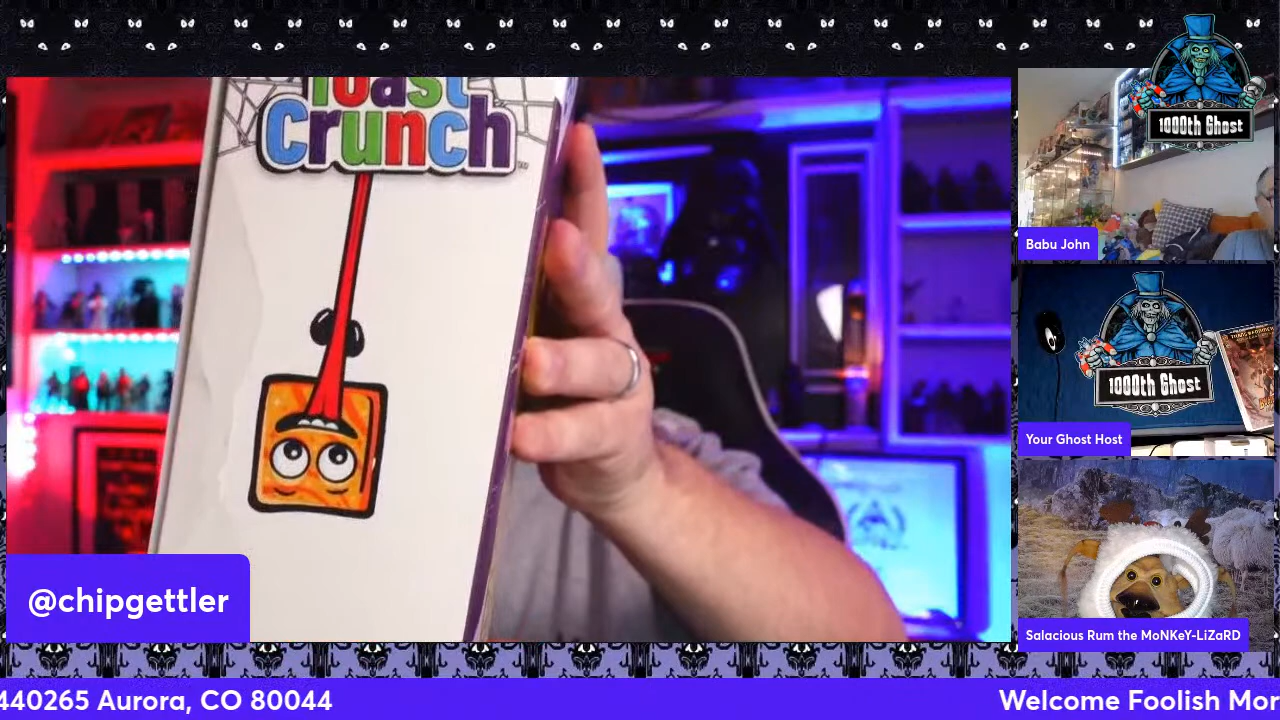 Toast
Crunch
@chipgettler
1000th Ghost
Babu John
1000th Ghost
Your Ghost Host
Salacious Rum the MoNKeY-LiZaRD
440265 Aurora, CO 80044
Welcome Foolish Mor